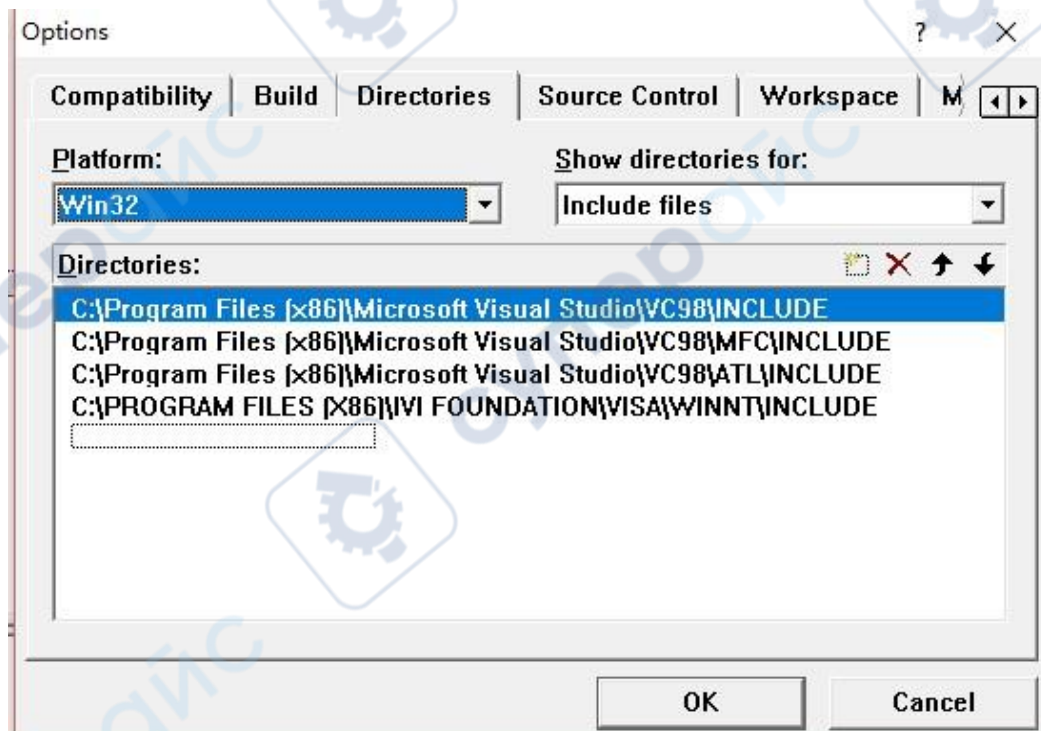 Options
?
Compatibility Build Directories Source Control Workspace M
Platform: Show directories for:
Win32 Include files
Directories:
C:\Program Files (x86)\Microsoft Visual Studio\VC98\INCLUDE
C:\Program Files (x86)\Microsoft Visual Studio\VC98\MFC\INCLUDE
C:\Program Files (x86)\Microsoft Visual Studio\VC98\ATL\INCLUDE
C:\PROGRAM FILES (X86)\IVI FOUNDATION\VISA\WINNT\INCLUDE
OK Cancel
суперайс